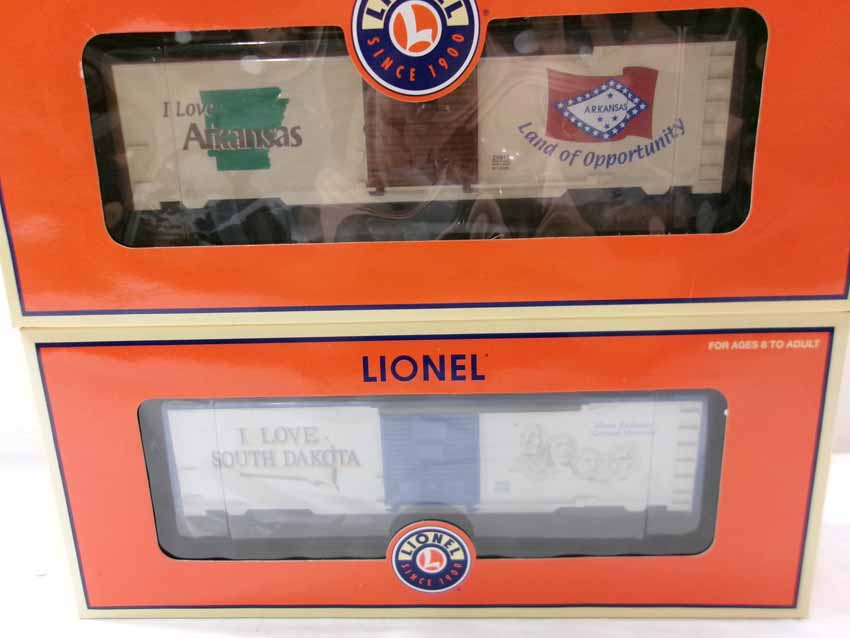 LIONEL
SINCE 1900
L
I Love
Arkansas
ARKANSAS
Land of Opportunity
LIONEL
FOR AGES 8 TO ADULT
I LOVE
SOUTH DAKOTA
LIONEL
L
SINCE 1900